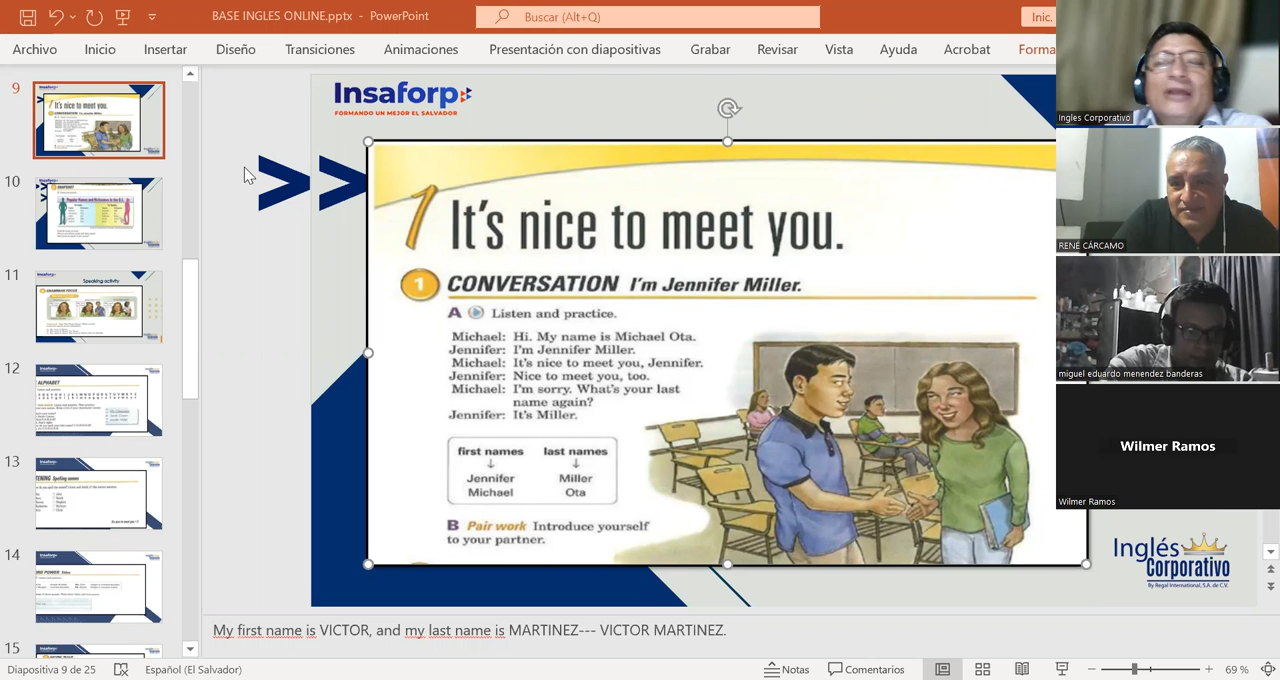 BASE INGLES ONLINE.pptx - PowerPoint
Buscar (Alt+Q)
Inic.
Archivo Inicio Insertar Diseño Transiciones Animaciones Presentación con diapositivas Grabar Revisar Vista Ayuda Acrobat Forma
Ingles Corporativo
RENÉ CÁRCAMO
miguel eduardo menendez banderas
Wilmer Ramos
Wilmer Ramos
9
10
11
12
13
14
15
Insaforp
FORMANDO UN MEJOR EL SALVADOR
1 It's nice to meet you.
1 CONVERSATION I'm Jennifer Miller.
A Listen and practice.
Michael: Hi. My name is Michael Ota.
Jennifer: I'm Jennifer Miller.
Michael: It's nice to meet you, Jennifer.
Jennifer: Nice to meet you, too.
Michael: I'm sorry. What's your last
name again?
Jennifer: It's Miller.
first names last names
↓ ↓
Jennifer Miller
Michael Ota
B Pair work Introduce yourself
to your partner.
Inglés
Corporativo
By Regal International, S.A. de C.V.
My first name is VICTOR, and my last name is MARTINEZ--- VICTOR MARTINEZ.
Diapositiva 9 de 25 Español (El Salvador) Notas Comentarios 69 %